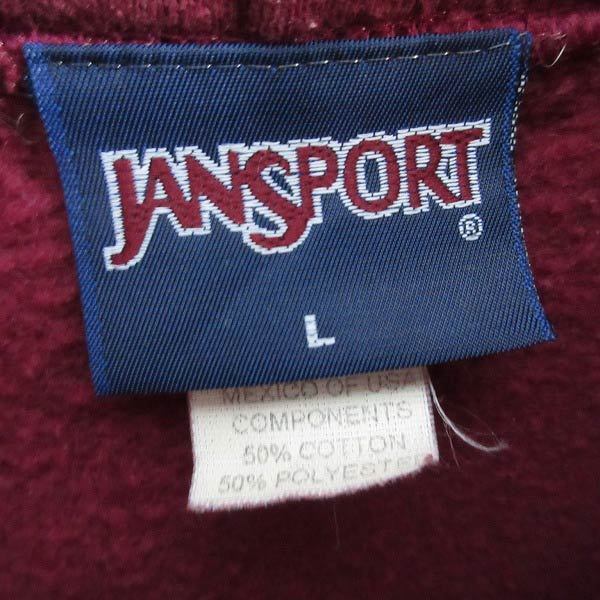 JANSPORT®
L
MEXICO OF USA
COMPONENTS
50% COTTON
50% POLYESTER